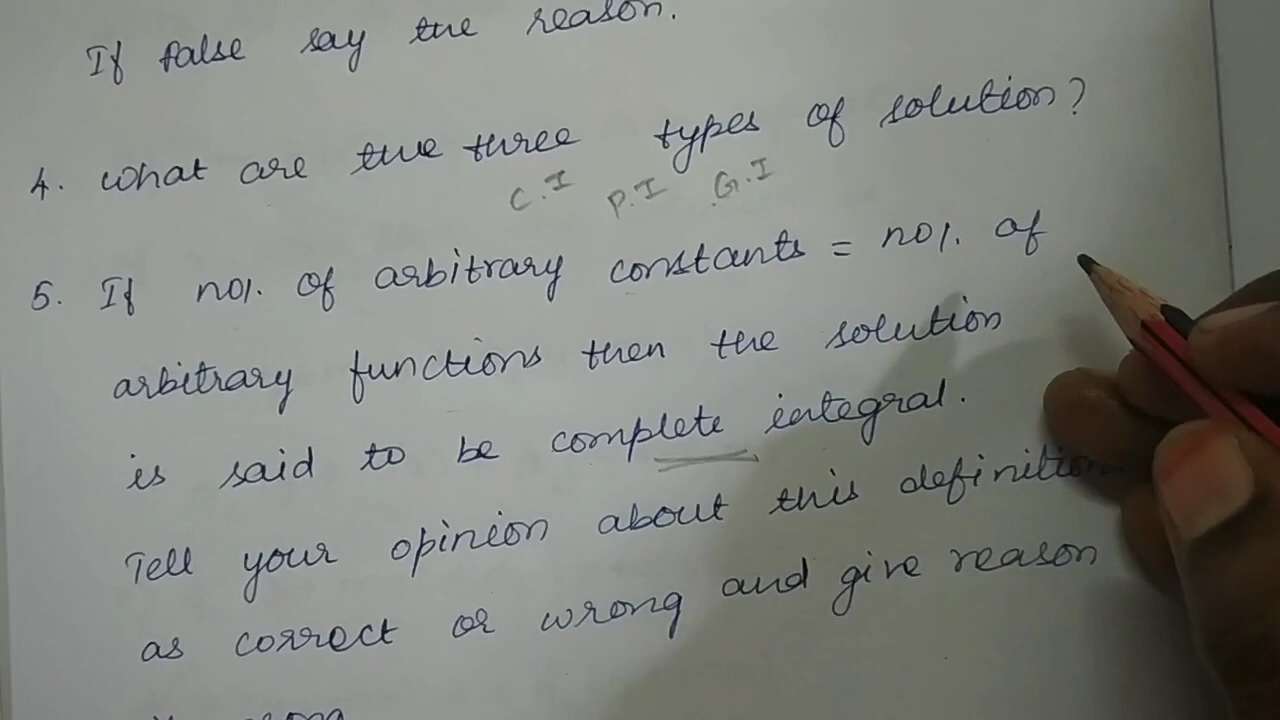 If false say the reason.
4. What are the three types of solution?
C.I P.I G.I
5. If no/. of arbitrary constants = no/. of
arbitrary functions then the solution
is said to be complete integral.
Tell your opinion about this definition
as correct or wrong and give reason